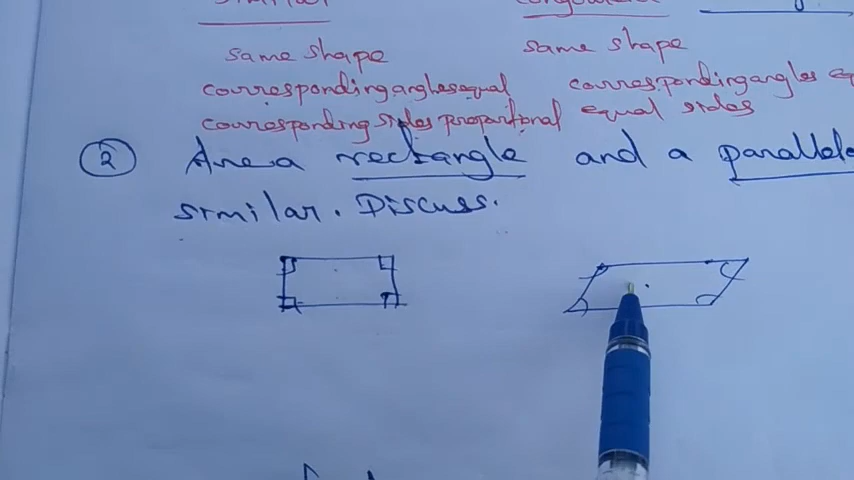 same shape same shape
corresponding angles equal corresponding angles
corresponding sides proportional equal sides
2 Are a rectangle and a
similar. Discuss.